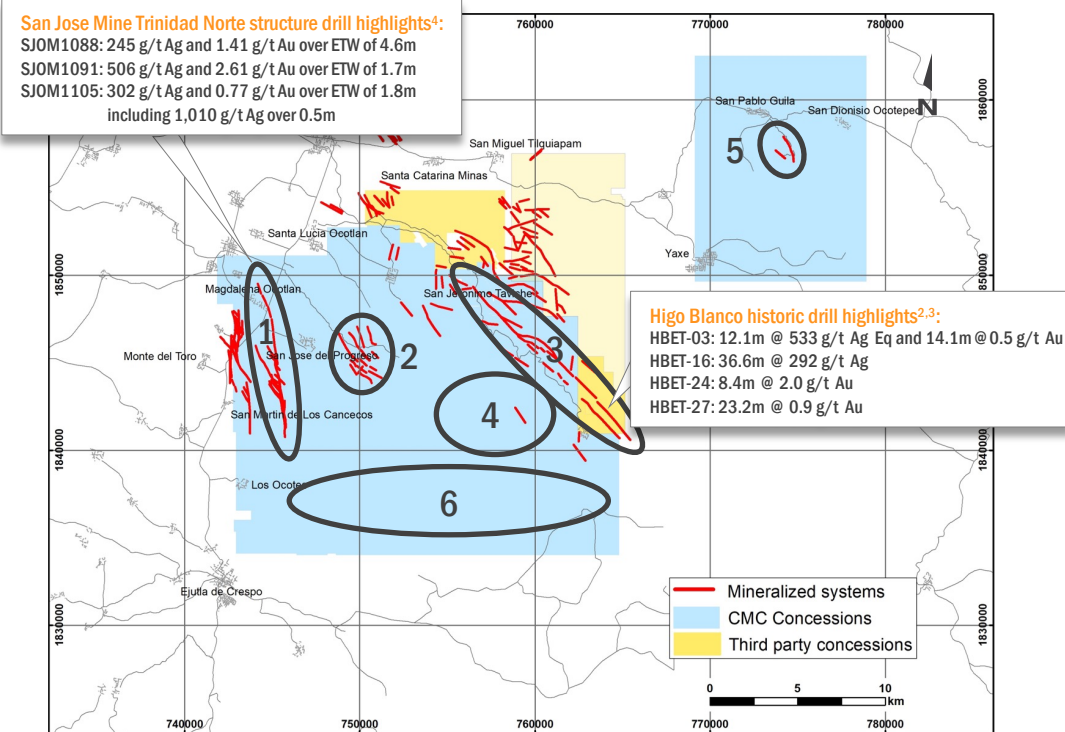 San Jose Mine Trinidad Norte structure drill highlights⁴:
SJOM1088: 245 g/t Ag and 1.41 g/t Au over ETW of 4.6m
SJOM1091: 506 g/t Ag and 2.61 g/t Au over ETW of 1.7m
SJOM1105: 302 g/t Ag and 0.77 g/t Au over ETW of 1.8m
including 1,010 g/t Ag over 0.5m
760000
770000
780000
N
1860000
San Pablo Guila
San Dionisio Ocotepec
5
San Miguel Tilquiapam
Santa Catarina Minas
Santa Lucia Ocotlan
Yaxe
1850000
1850000
Magdalena Ocotlan
San Jeronimo Taviche
Higo Blanco historic drill highlights²,³:
HBET-03: 12.1m @ 533 g/t Ag Eq and 14.1m @ 0.5 g/t Au
HBET-16: 36.6m @ 292 g/t Ag
HBET-24: 8.4m @ 2.0 g/t Au
HBET-27: 23.2m @ 0.9 g/t Au
1
2
3
Monte del Toro
San Jose del Progreso
San Martin de Los Cancecos
4
1840000
1840000
Los Ocotes
6
Ejutla de Crespo
1830000
1830000
Mineralized systems
CMC Concessions
Third party concessions
0
5
10
km
740000
750000
760000
770000
780000